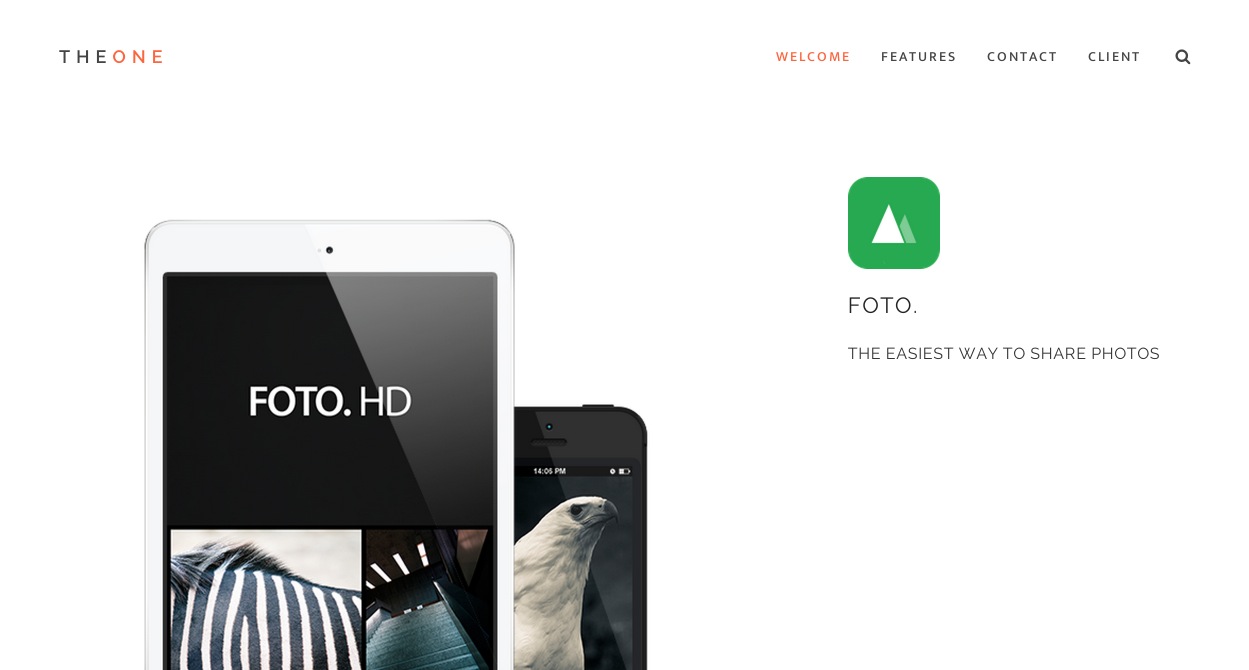 THEONE
WELCOME FEATURES CONTACT CLIENT
FOTO.
THE EASIEST WAY TO SHARE PHOTOS
FOTO. HD
14:05 PM